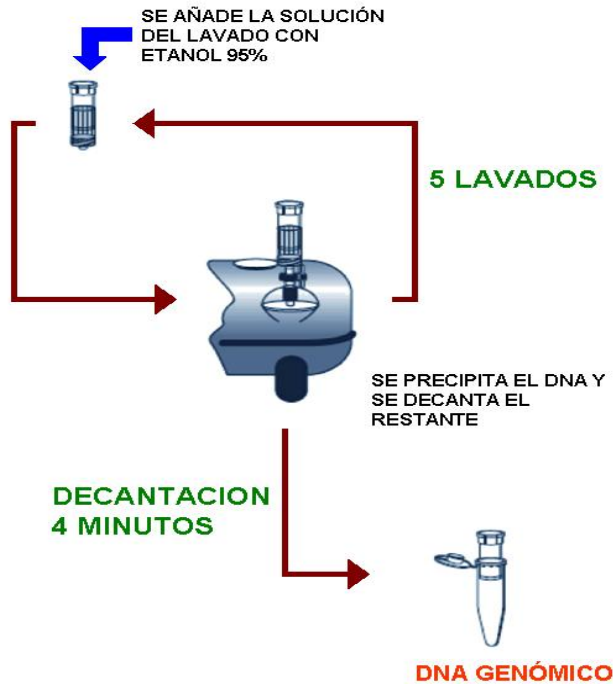 SE AÑADE LA SOLUCIÓN
DEL LAVADO CON
ETANOL 95%
5 LAVADOS
SE PRECIPITA EL DNA Y
SE DECANTA EL
RESTANTE
DECANTACION
4 MINUTOS
DNA GENÓMICO